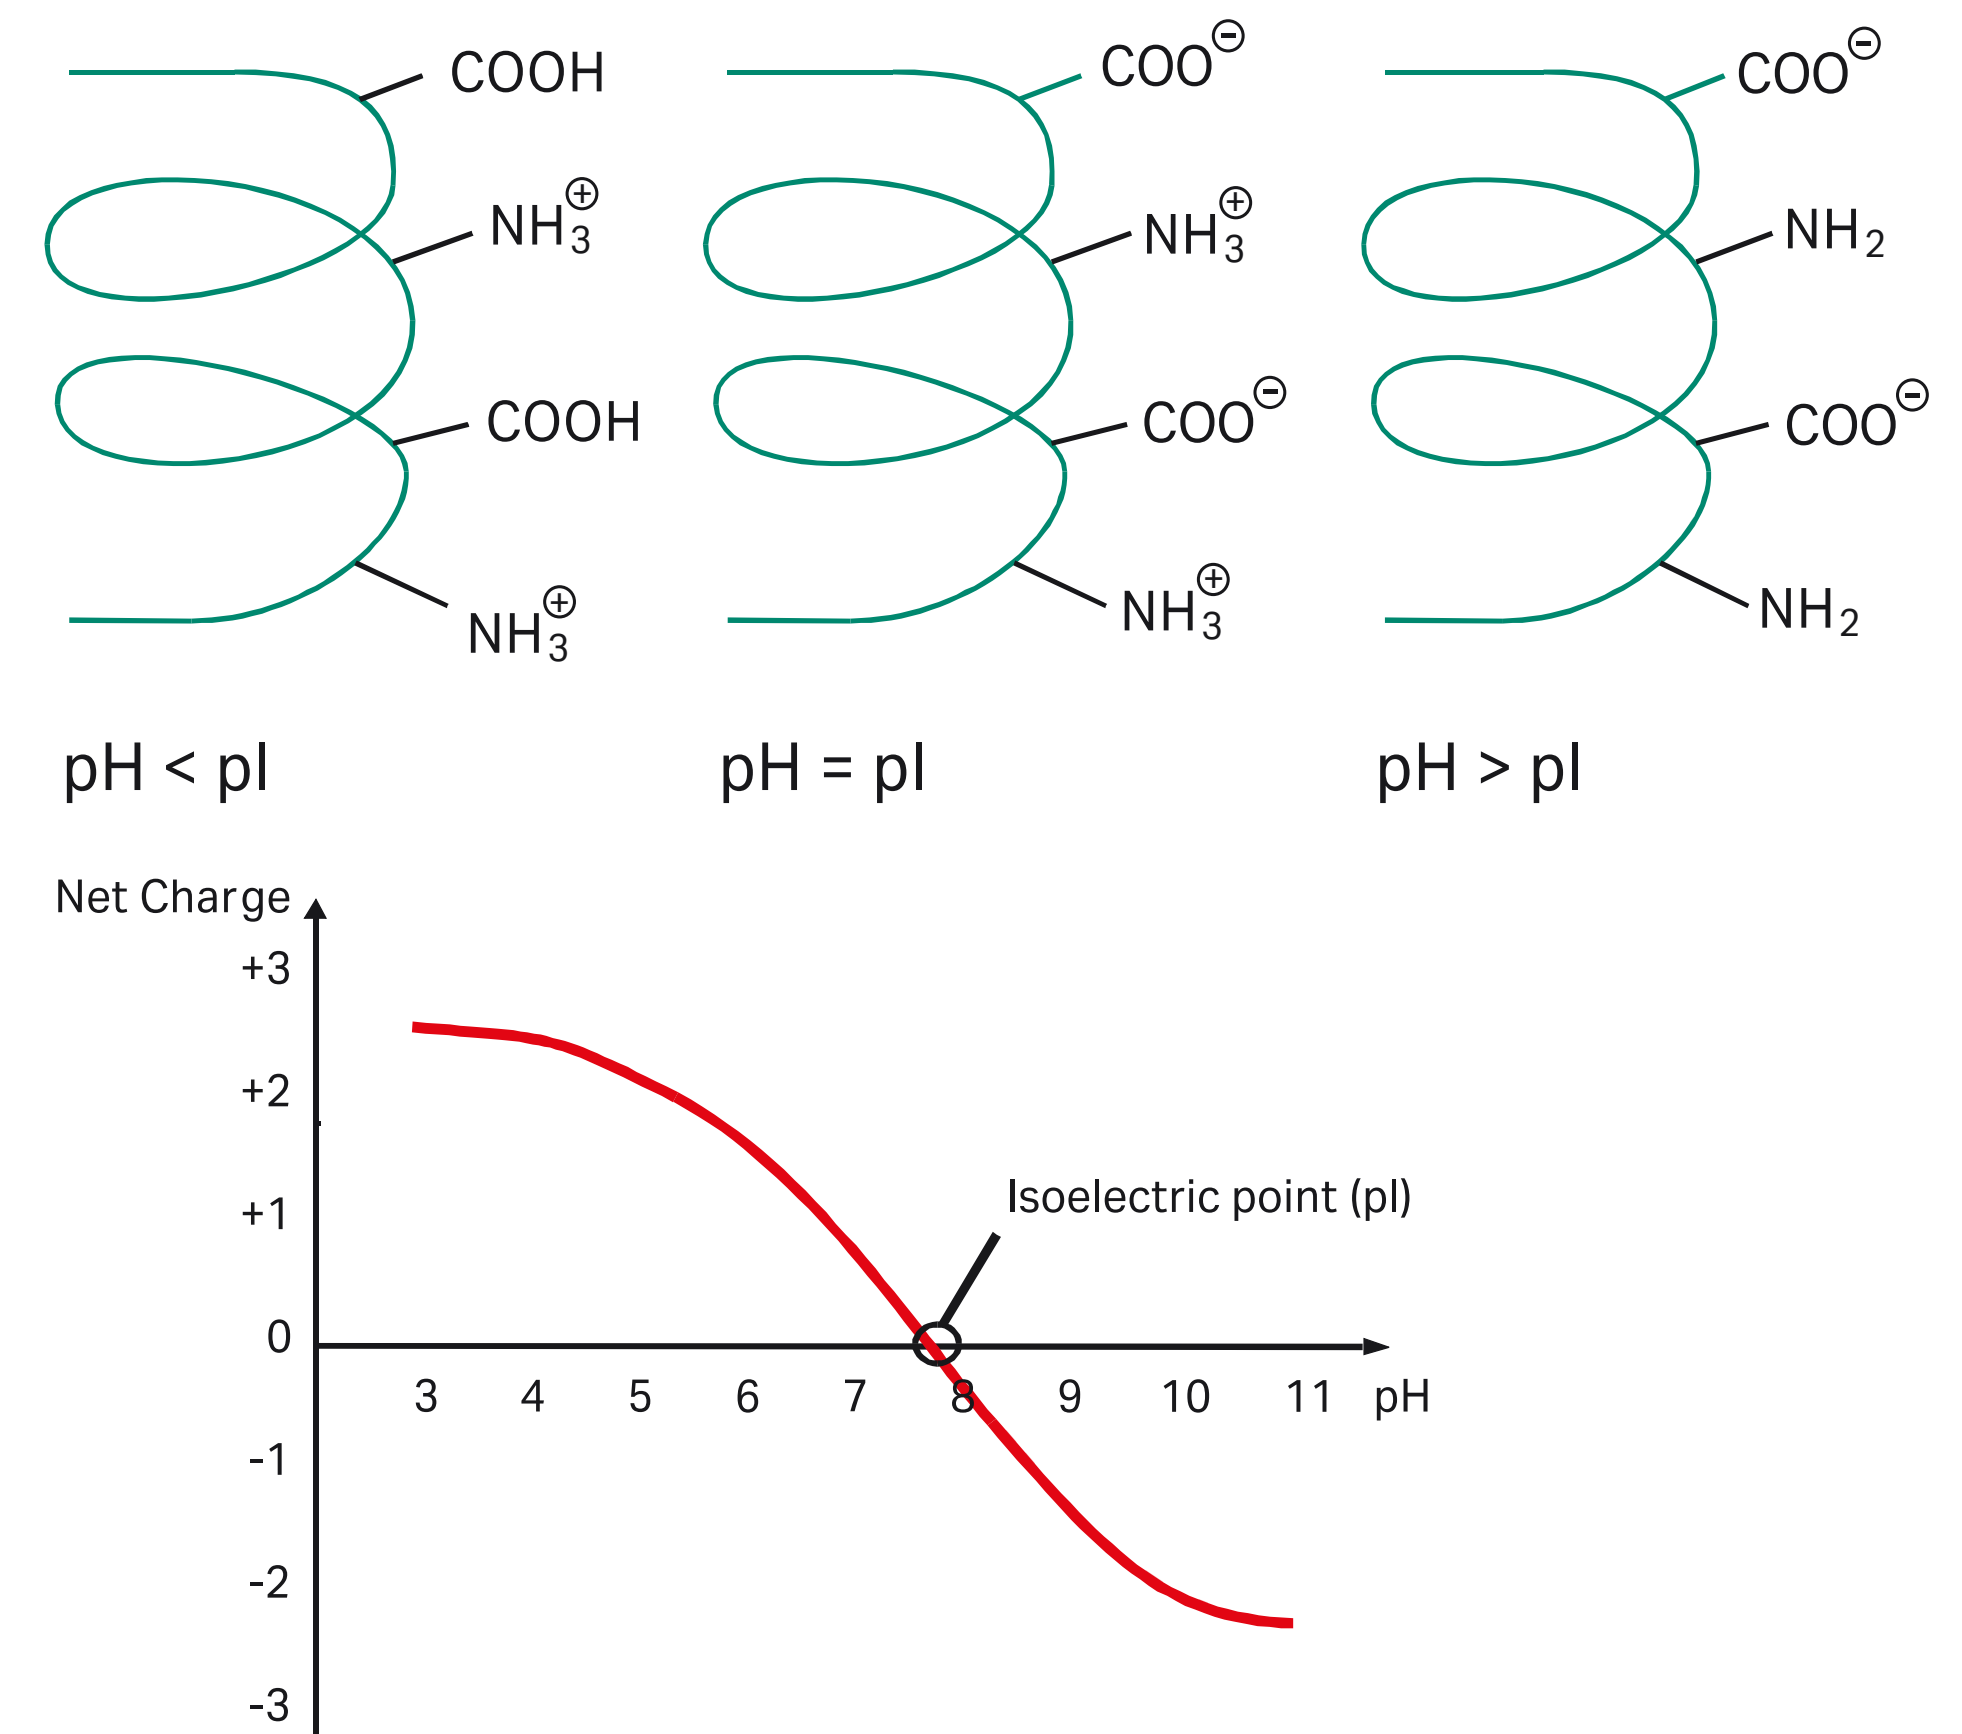 COOH
NH₃⊕
COOH
NH₃⊕
pH < pI
COO⊖
NH₃⊕
COO⊖
NH₃⊕
pH = pI
COO⊖
NH₂
COO⊖
NH₂
pH > pI
Net Charge
+3
+2
+1
0
-1
-2
-3
Isoelectric point (pI)
3 4 5 6 7 8 9 10 11 pH